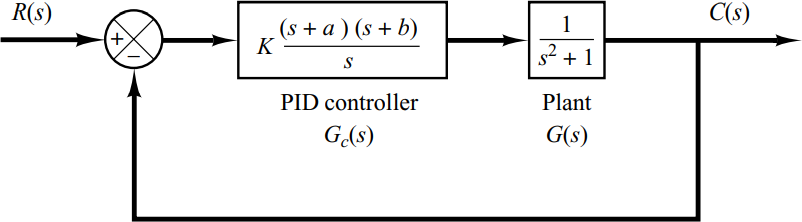 R(s)
C(s)
+
−
K (s + a ) (s + b)
s
1
s² + 1
PID controller
Gc(s)
Plant
G(s)